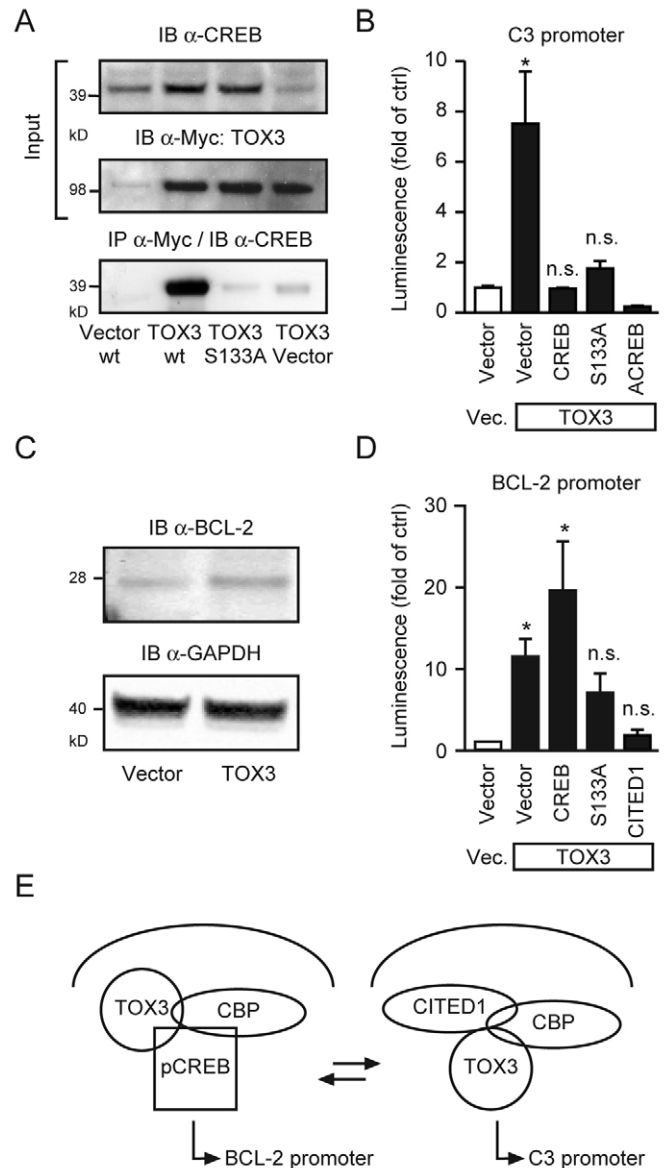 A
IB α-CREB
Input
39
kD
IB α-Myc: TOX3
98
IP α-Myc / IB α-CREB
39
kD
Vector TOX3 TOX3 TOX3
wt wt S133A Vector
B
C3 promoter
Luminescence (fold of ctrl)
10
8
6
4
2
0
*
n.s.
n.s.
Vector
Vector
CREB
S133A
ACREB
Vec. TOX3
C
IB α-BCL-2
28
IB α-GAPDH
40
kD
Vector TOX3
D
BCL-2 promoter
Luminescence (fold of ctrl)
30
20
10
0
*
*
n.s.
n.s.
Vector
Vector
CREB
S133A
CITED1
Vec. TOX3
E
TOX3
CBP
pCREB
BCL-2 promoter
CITED1
CBP
TOX3
C3 promoter